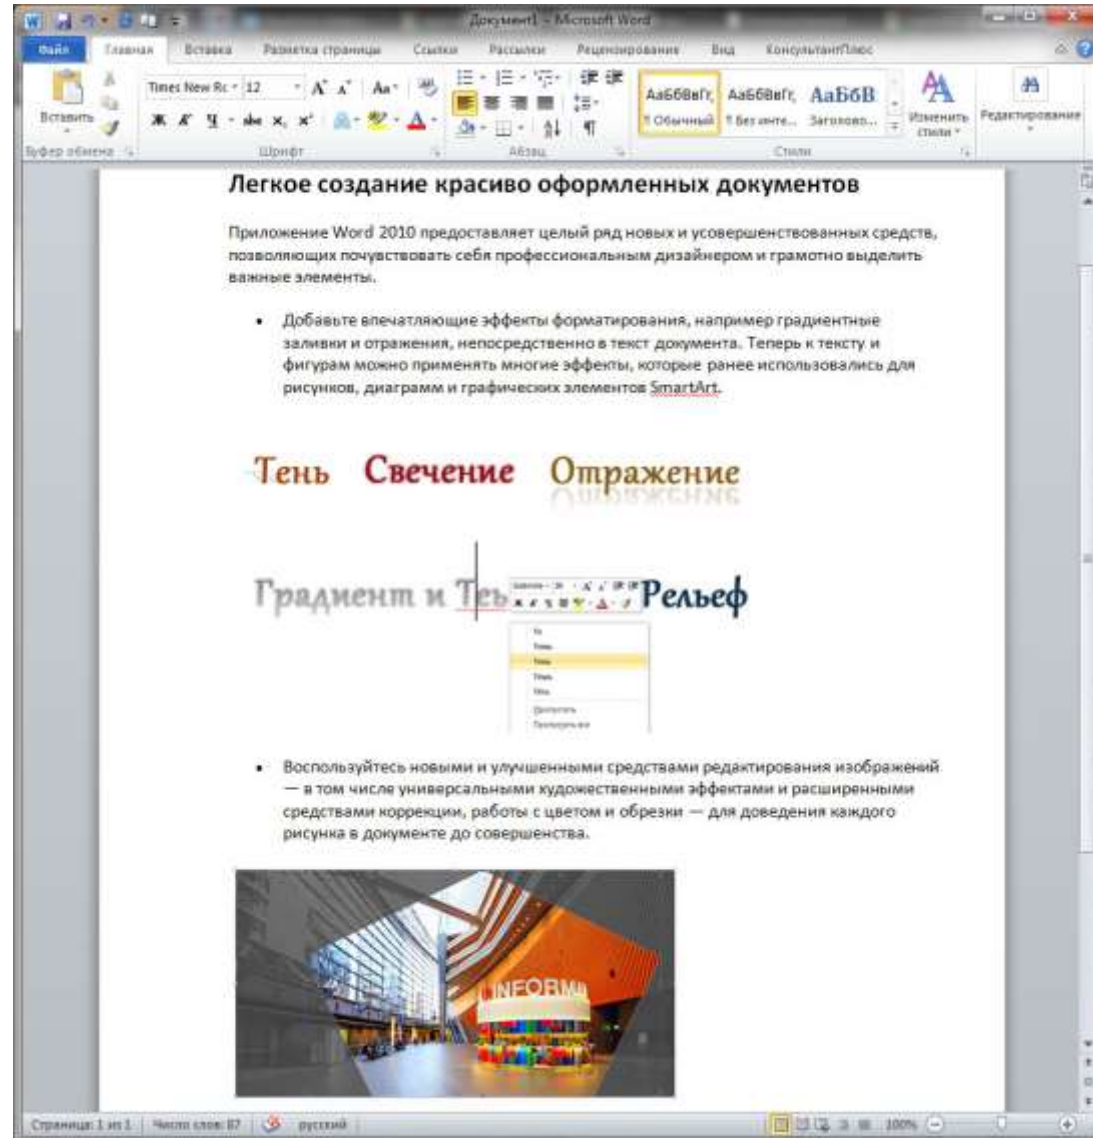 Документ1 - Microsoft Word
Файл Главная Вставка Разметка страницы Ссылки Рассылки Рецензирование Вид КонсультантПлюс
Times New Rc 12
Вставить
АаБбВвГг, АаБбВвГг, АаБбВ
¶ Обычный ¶ Без инте... Заголово...
Изменить стили
Редактирование
Буфер обмена Шрифт Абзац Стили
Легкое создание красиво оформленных документов
Приложение Word 2010 предоставляет целый ряд новых и усовершенствованных средств,
позволяющих почувствовать себя профессиональным дизайнером и грамотно выделить
важные элементы.
• Добавьте впечатляющие эффекты форматирования, например градиентные
заливки и отражения, непосредственно в текст документа. Теперь к тексту и
фигурам можно применять многие эффекты, которые ранее использовались для
рисунков, диаграмм и графических элементов SmartArt.
Тень Свечение Отражение
Градиент и Теь Рельеф
• Воспользуйтесь новыми и улучшенными средствами редактирования изображений
— в том числе универсальными художественными эффектами и расширенными
средствами коррекции, работы с цветом и обрезки — для доведения каждого
рисунка в документе до совершенства.
INFORM
Страница: 1 из 1 Число слов: 87 русский 100%